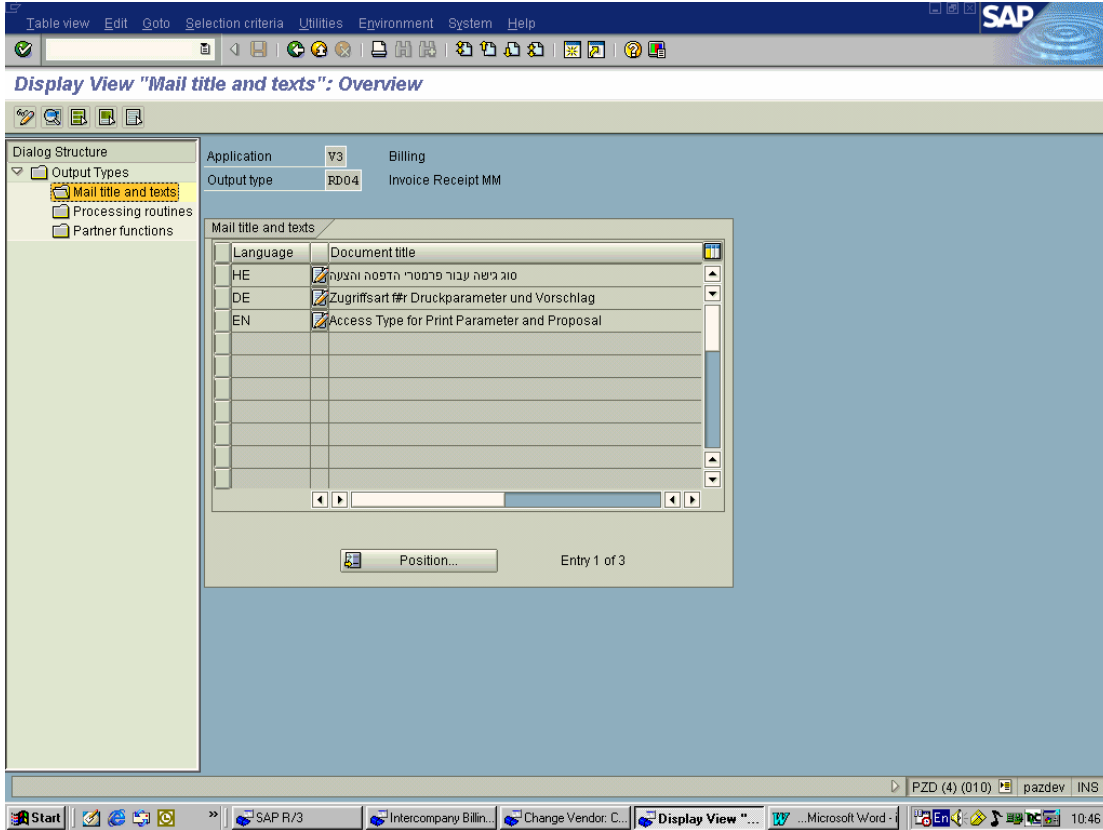 Table view Edit Goto Selection criteria Utilities Environment System Help
SAP
Display View "Mail title and texts": Overview
Dialog Structure
Output Types
Mail title and texts
Processing routines
Partner functions
Application V3 Billing
Output type RD04 Invoice Receipt MM
Mail title and texts
Language Document title
HE סוג גישה עבור פרמטרי הדפסה והצעה
DE Zugriffsart f#r Druckparameter und Vorschlag
EN Access Type for Print Parameter and Proposal
Position... Entry 1 of 3
PZD (4) (010) pazdev INS
Start » SAP R/3 Intercompany Billin... Change Vendor: C... Display View "... ...Microsoft Word - i En 10:46